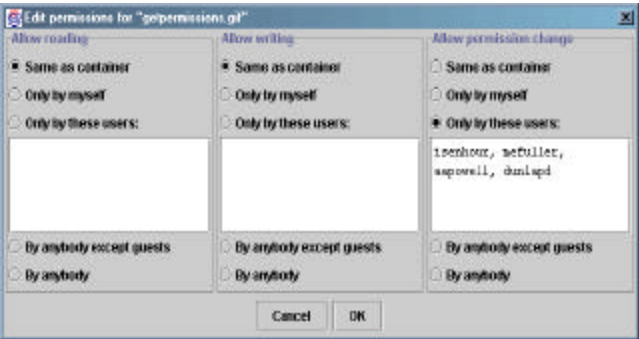 Edit permissions for "getpermissions.gif"
Allow reading
Same as container
Only by myself
Only by these users:
By anybody except guests
By anybody
Allow writing
Same as container
Only by myself
Only by these users:
By anybody except guests
By anybody
Allow permission change
Same as container
Only by myself
Only by these users:
isenhour, mefuller,
aapowell, dunlapd
By anybody except guests
By anybody
Cancel
OK